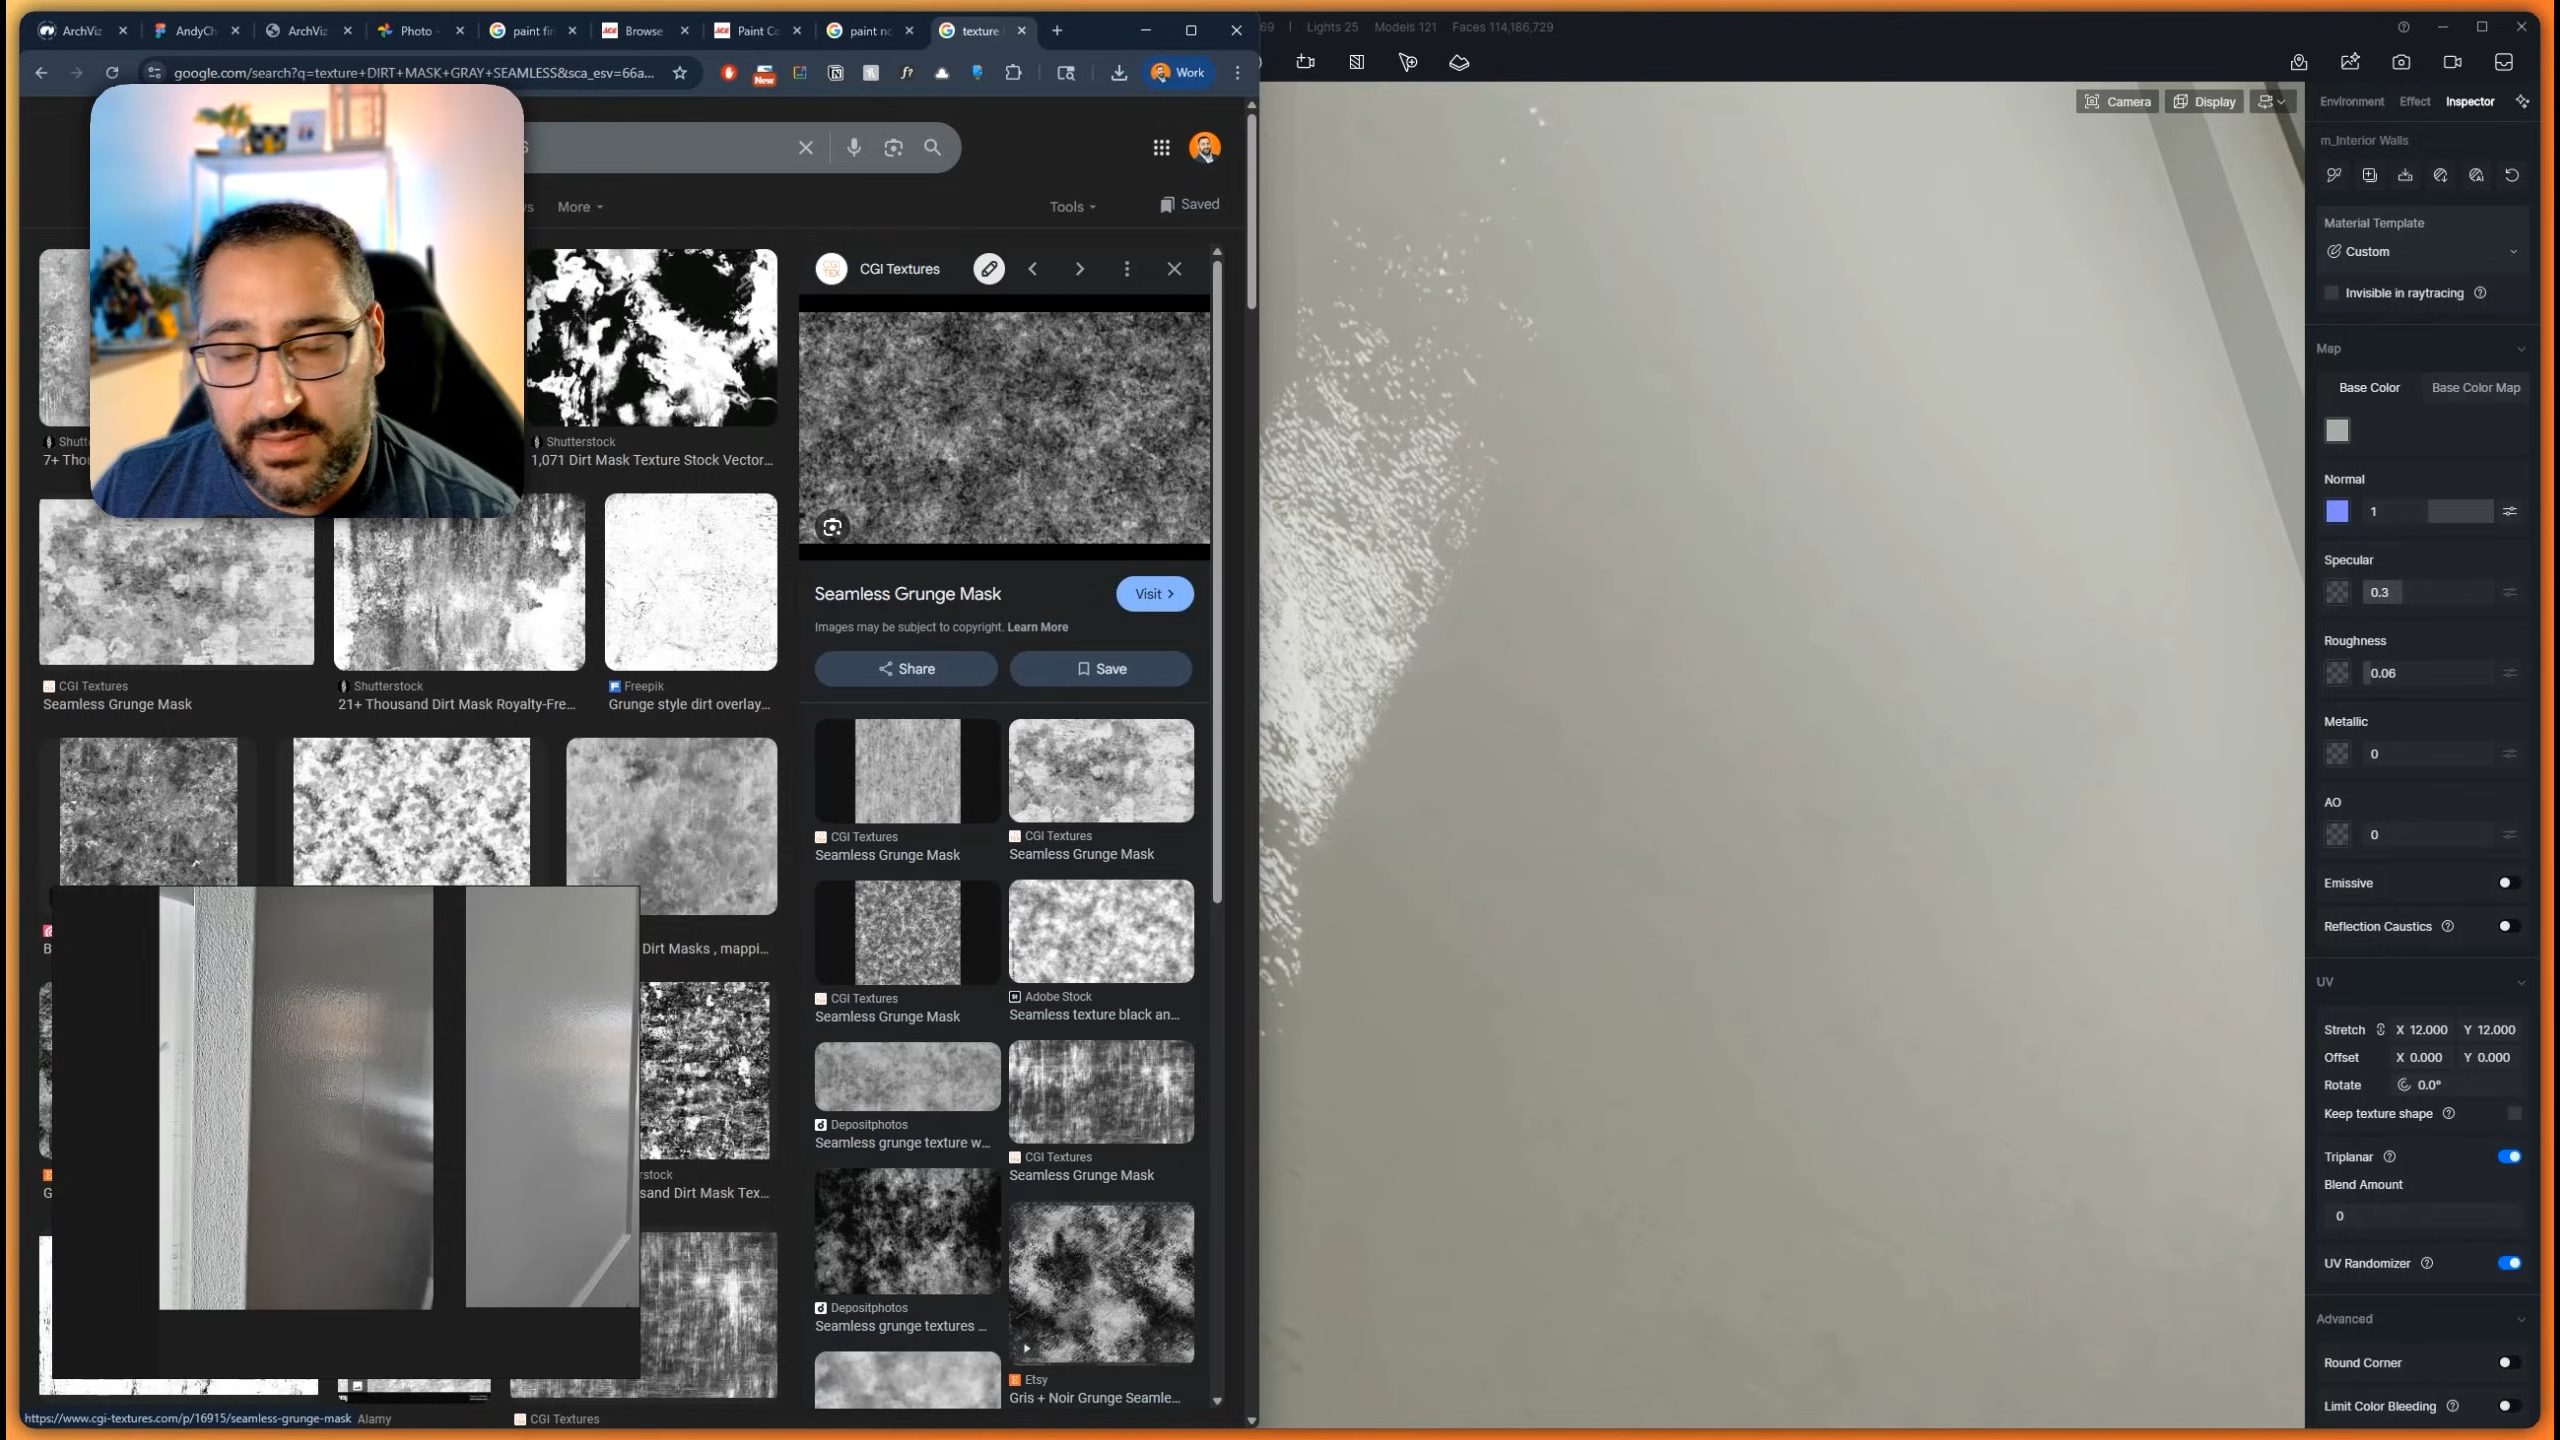 ArchViz
AndyCh
ArchViz
Photo -
paint fir
Browse
Paint Co
paint no
texture
google.com/search?q=texture+DIRT+MASK+GRAY+SEAMLESS&sca_esv=66a...
New
f?
Work
69 | Lights 25 Models 121 Faces 114,186,729
More
Tools
Saved
CGI Textures
Shutterstock
1,071 Dirt Mask Texture Stock Vector...
Shutt
7+ Thou
CGI Textures
Seamless Grunge Mask
Shutterstock
21+ Thousand Dirt Mask Royalty-Fre...
Freepik
Grunge style dirt overlay...
Seamless Grunge Mask
Visit
Images may be subject to copyright. Learn More
Share
Save
CGI Textures
Seamless Grunge Mask
CGI Textures
Seamless Grunge Mask
CGI Textures
Seamless Grunge Mask
Adobe Stock
Seamless texture black an...
Depositphotos
Seamless grunge texture w...
CGI Textures
Seamless Grunge Mask
Depositphotos
Seamless grunge textures ...
Etsy
Gris + Noir Grunge Seamle...
B
Dirt Masks , mappi...
G
rstock
sand Dirt Mask Tex...
https://www.cgi-textures.com/p/16915/seamless-grunge-mask
Alamy
CGI Textures
Camera
Display
Environment
Effect
Inspector
m_Interior Walls
Material Template
Custom
Invisible in raytracing
Map
Base Color
Base Color Map
Normal
1
Specular
0.3
Roughness
0.06
Metallic
0
AO
0
Emissive
Reflection Caustics
UV
Stretch X 12.000 Y 12.000
Offset X 0.000 Y 0.000
Rotate 0.0°
Keep texture shape
Triplanar
Blend Amount
0
UV Randomizer
Advanced
Round Corner
Limit Color Bleeding